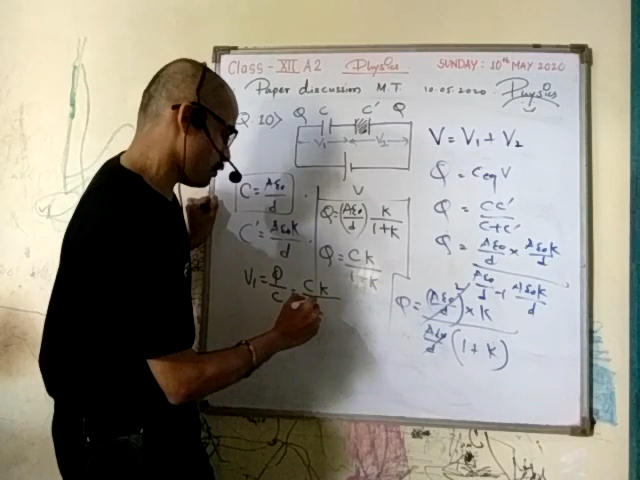 Class - XII A2 Physics SUNDAY: 10th MAY 2020
Paper discussion M.T. 10.05.2020. Physics
Q.10>
Q C C' Q
V1 V2
V
C = Aε0/d
C' = Aε0K/d
V1 = Q/C = CK
Q = (Aε0/d) K/(1+K)
Q = CK/(1+K)
V = V1 + V2
Q = Ceq V
Q = CC'/(C+C')
Q = (Aε0/d × Aε0K/d)/(Aε0/d + Aε0K/d)
Q = ((Aε0/d)² × K)/(Aε0/d (1+K))